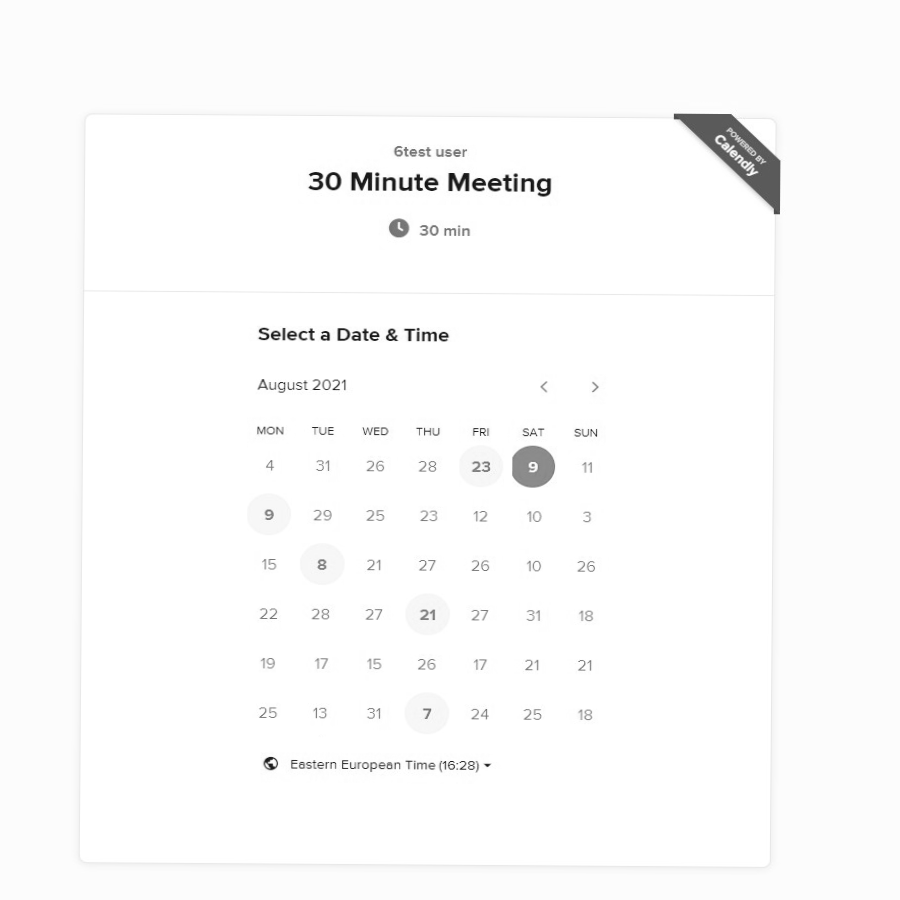 POWERED BY
Calendly
6test user
30 Minute Meeting
30 min
Select a Date & Time
August 2021
MON TUE WED THU FRI SAT SUN
4 31 26 28 23 9 11
9 29 25 23 12 10 3
15 8 21 27 26 10 26
22 28 27 21 27 31 18
19 17 15 26 17 21 21
25 13 31 7 24 25 18
Eastern European Time (16:28)